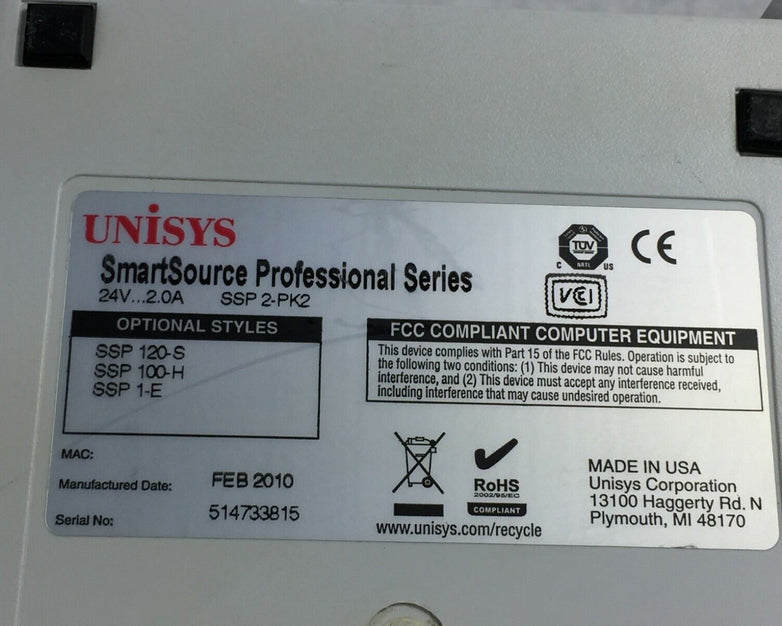 UNiSYS
SmartSource Professional Series
24V...2.0A SSP 2-PK2
OPTIONAL STYLES
SSP 120-S
SSP 100-H
SSP 1-E
MAC:
Manufactured Date: FEB 2010
Serial No: 514733815
TÜV
C NRTL US
CE
VCI
FCC COMPLIANT COMPUTER EQUIPMENT
This device complies with Part 15 of the FCC Rules. Operation is subject to
the following two conditions: (1) This device may not cause harmful
interference, and (2) This device must accept any interference received,
including interference that may cause undesired operation.
RoHS
2002/95/EC
COMPLIANT
www.unisys.com/recycle
MADE IN USA
Unisys Corporation
13100 Haggerty Rd. N
Plymouth, MI 48170